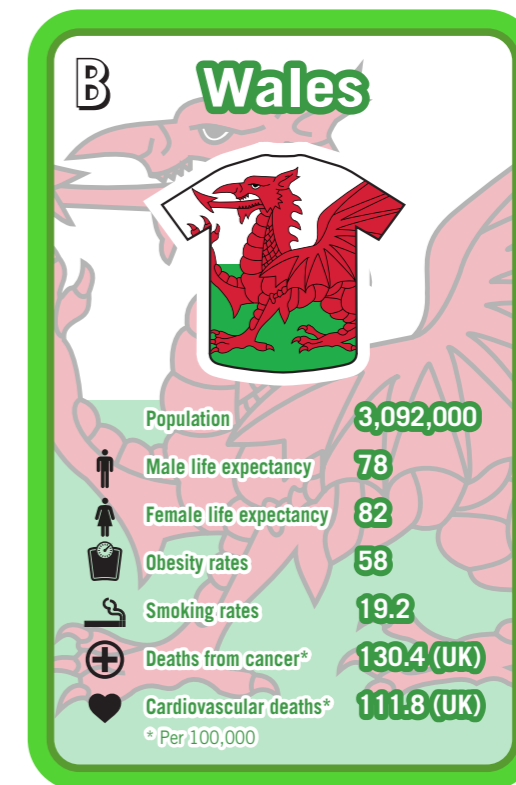 B Wales
Population 3,092,000
Male life expectancy 78
Female life expectancy 82
Obesity rates 58
Smoking rates 19.2
Deaths from cancer* 130.4 (UK)
Cardiovascular deaths* 111.8 (UK)
* Per 100,000